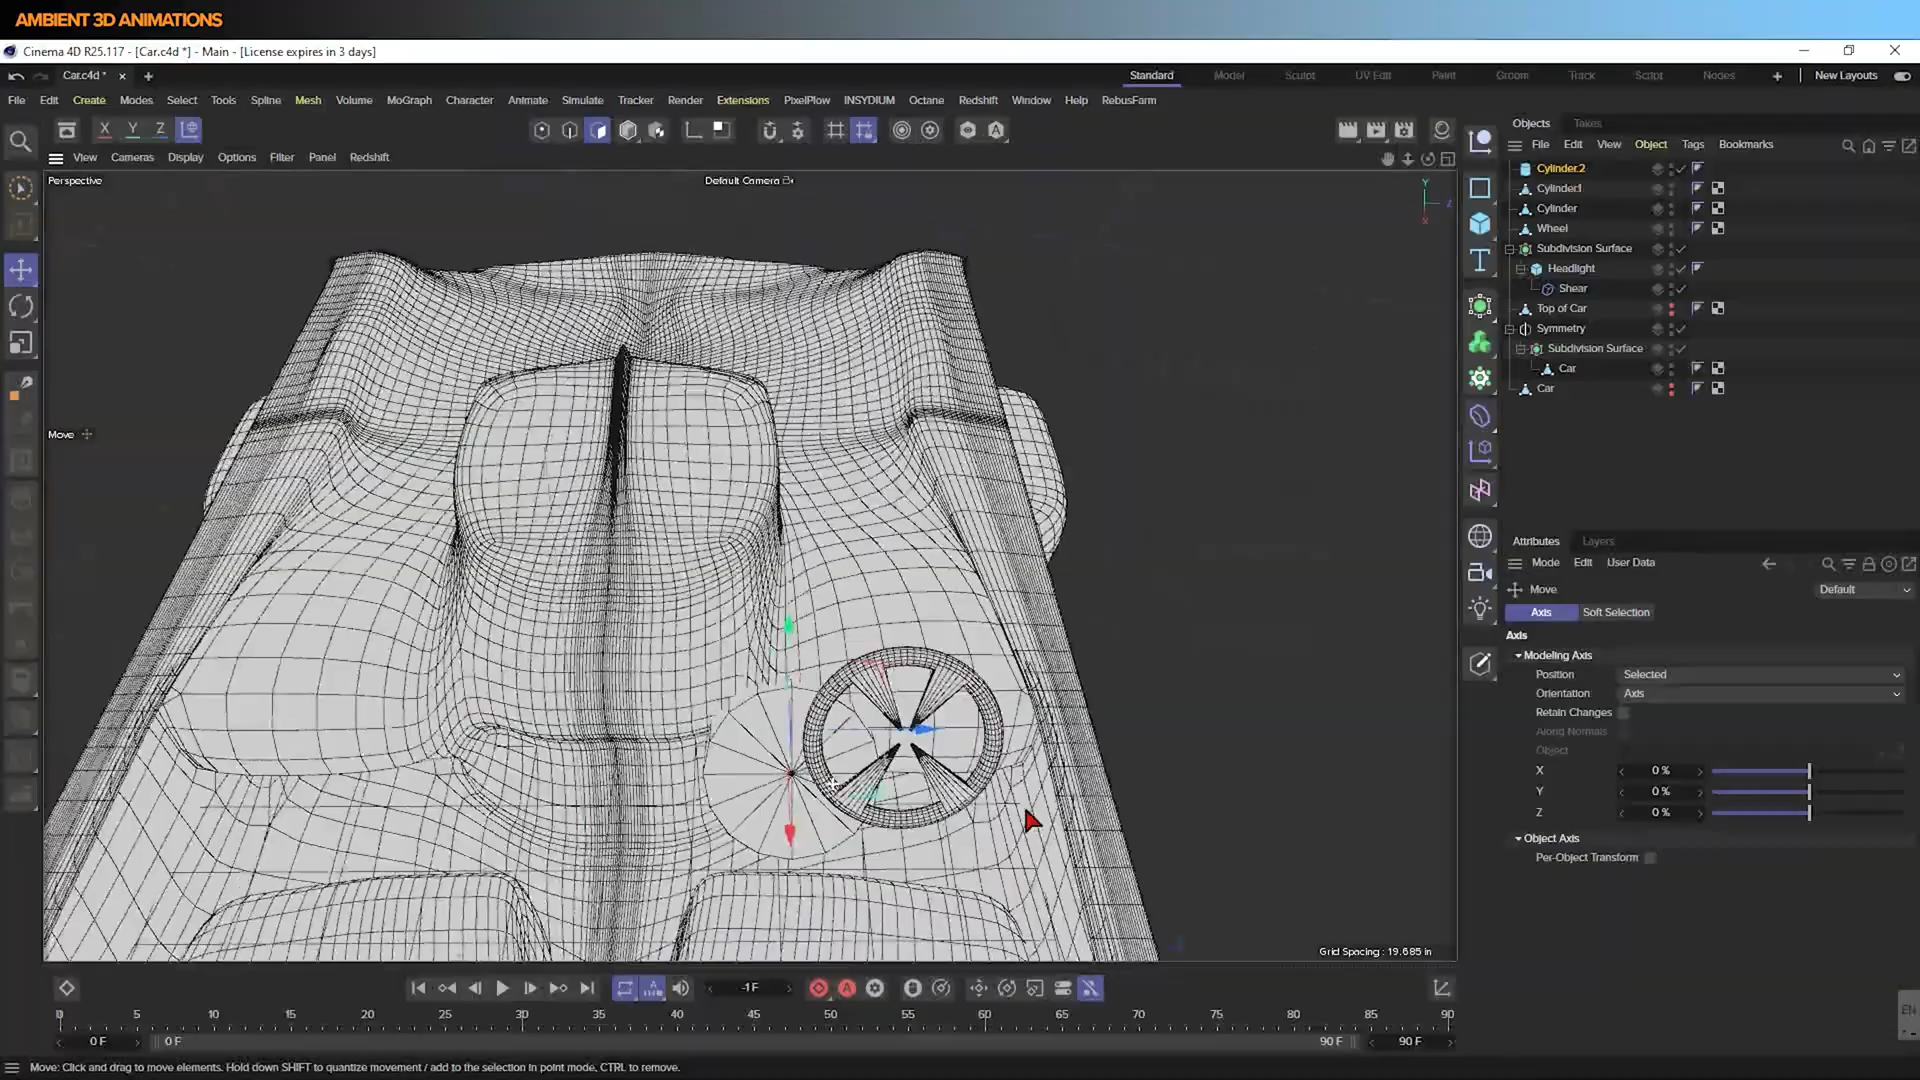 AMBIENT 3D ANIMATIONS
Cinema 4D R25.117 - [Car.c4d *] - Main - [License expires in 3 days]
Car.c4d *
Standard Model Sculpt UV Edit Paint Groom Track Script Nodes New Layouts
File Edit Create Modes Select Tools Spline Mesh Volume MoGraph Character Animate Simulate Tracker Render Extensions PixelPlow INSYDIUM Octane Redshift Window Help RebusFarm
X Y Z
View Cameras Display Options Filter Panel Redshift
Perspective
Default Camera
Y
Z
X
Move
Grid Spacing : 19.685 in
Objects Takes
File Edit View Object Tags Bookmarks
Cylinder.2
Cylinder.1
Cylinder
Wheel
Subdivision Surface
Headlight
Shear
Top of Car
Symmetry
Subdivision Surface
Car
Car
Attributes Layers
Mode Edit User Data
Move Default
Axis Soft Selection
Axis
Modeling Axis
Position Selected
Orientation Axis
Retain Changes
Along Normals
Object
X 0 %
Y 0 %
Z 0 %
Object Axis
Per-Object Transform
-1 F
0 5 10 15 20 25 30 35 40 45 50 55 60 65 70 75 80 85 90
0 F 0 F 90 F 90 F
EN
Move: Click and drag to move elements. Hold down SHIFT to quantize movement / add to the selection in point mode, CTRL to remove.